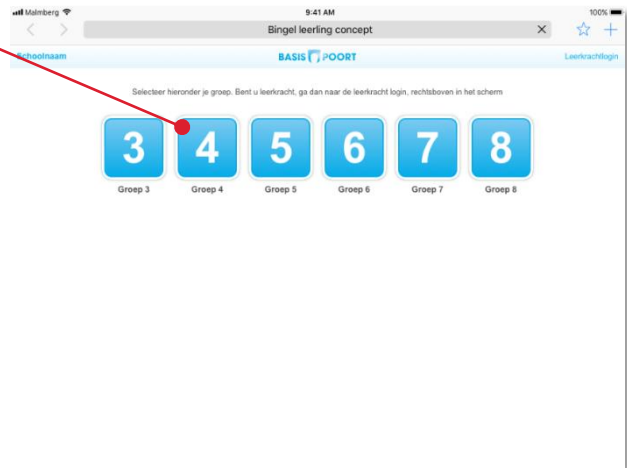 Malmberg 9:41 AM 100%
Bingel leerling concept
Schoolnaam BASIS POORT Leerkrachtlogin
Selecteer hieronder je groep. Bent u leerkracht, ga dan naar de leerkracht login, rechtsboven in het scherm
3 4 5 6 7 8
Groep 3 Groep 4 Groep 5 Groep 6 Groep 7 Groep 8